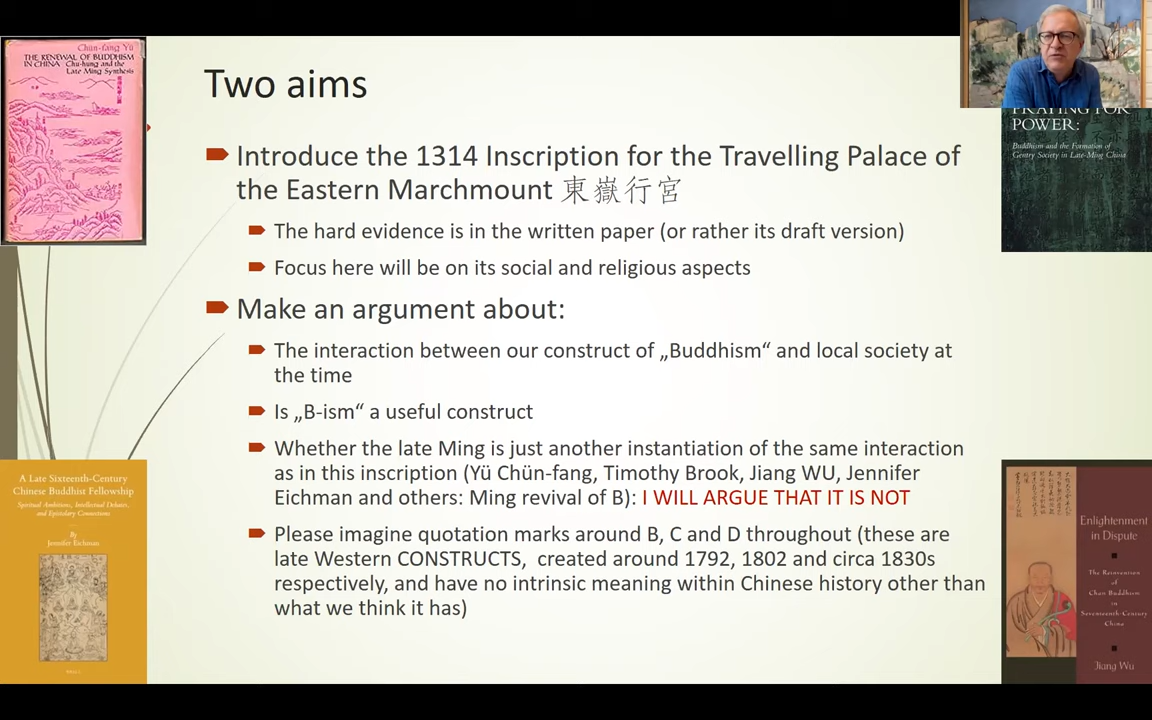 Chün-fang Yü
THE RENEWAL OF BUDDHISM
IN CHINA Chu-hung and the
Late Ming Synthesis
Two aims
Introduce the 1314 Inscription for the Travelling Palace of
the Eastern Marchmount 東嶽行宮
The hard evidence is in the written paper (or rather its draft version)
Focus here will be on its social and religious aspects
Make an argument about:
The interaction between our construct of „Buddhism“ and local society at
the time
Is „B-ism“ a useful construct
Whether the late Ming is just another instantiation of the same interaction
as in this inscription (Yü Chün-fang, Timothy Brook, Jiang WU, Jennifer
Eichman and others: Ming revival of B): I WILL ARGUE THAT IT IS NOT
Please imagine quotation marks around B, C and D throughout (these are
late Western CONSTRUCTS, created around 1792, 1802 and circa 1830s
respectively, and have no intrinsic meaning within Chinese history other than
what we think it has)
PRAYING FOR
POWER:
Buddhism and the Formation of
Gentry Society in Late-Ming China
A Late Sixteenth-Century
Chinese Buddhist Fellowship
Spiritual Ambitions, Intellectual Debates,
and Epistolary Connections
By
Jennifer Eichman
Enlightenment
in Dispute
The Reinvention
of
Chan Buddhism
in
Seventeenth-Century
China
Jiang Wu